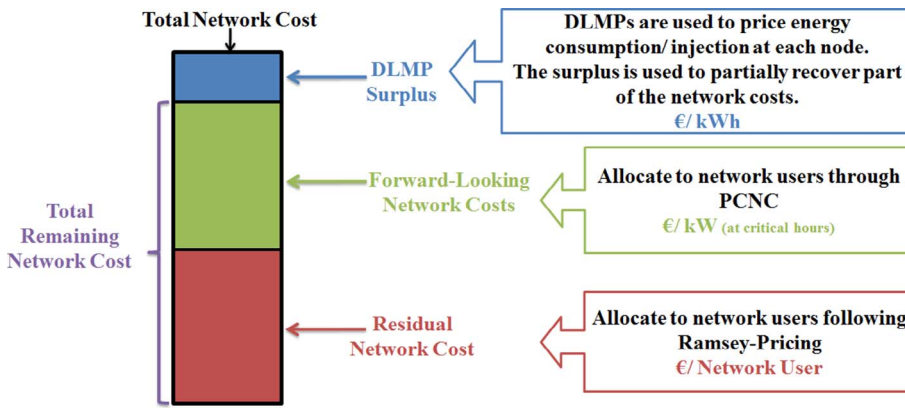 Total Network Cost
DLMP
Surplus
DLMPs are used to price energy
consumption/ injection at each node.
The surplus is used to partially recover part
of the network costs.
€/ kWh
Total
Remaining
Network Cost
Forward-Looking
Network Costs
Allocate to network users through
PCNC
€/ kW (at critical hours)
Residual
Network Cost
Allocate to network users following
Ramsey-Pricing
€/ Network User